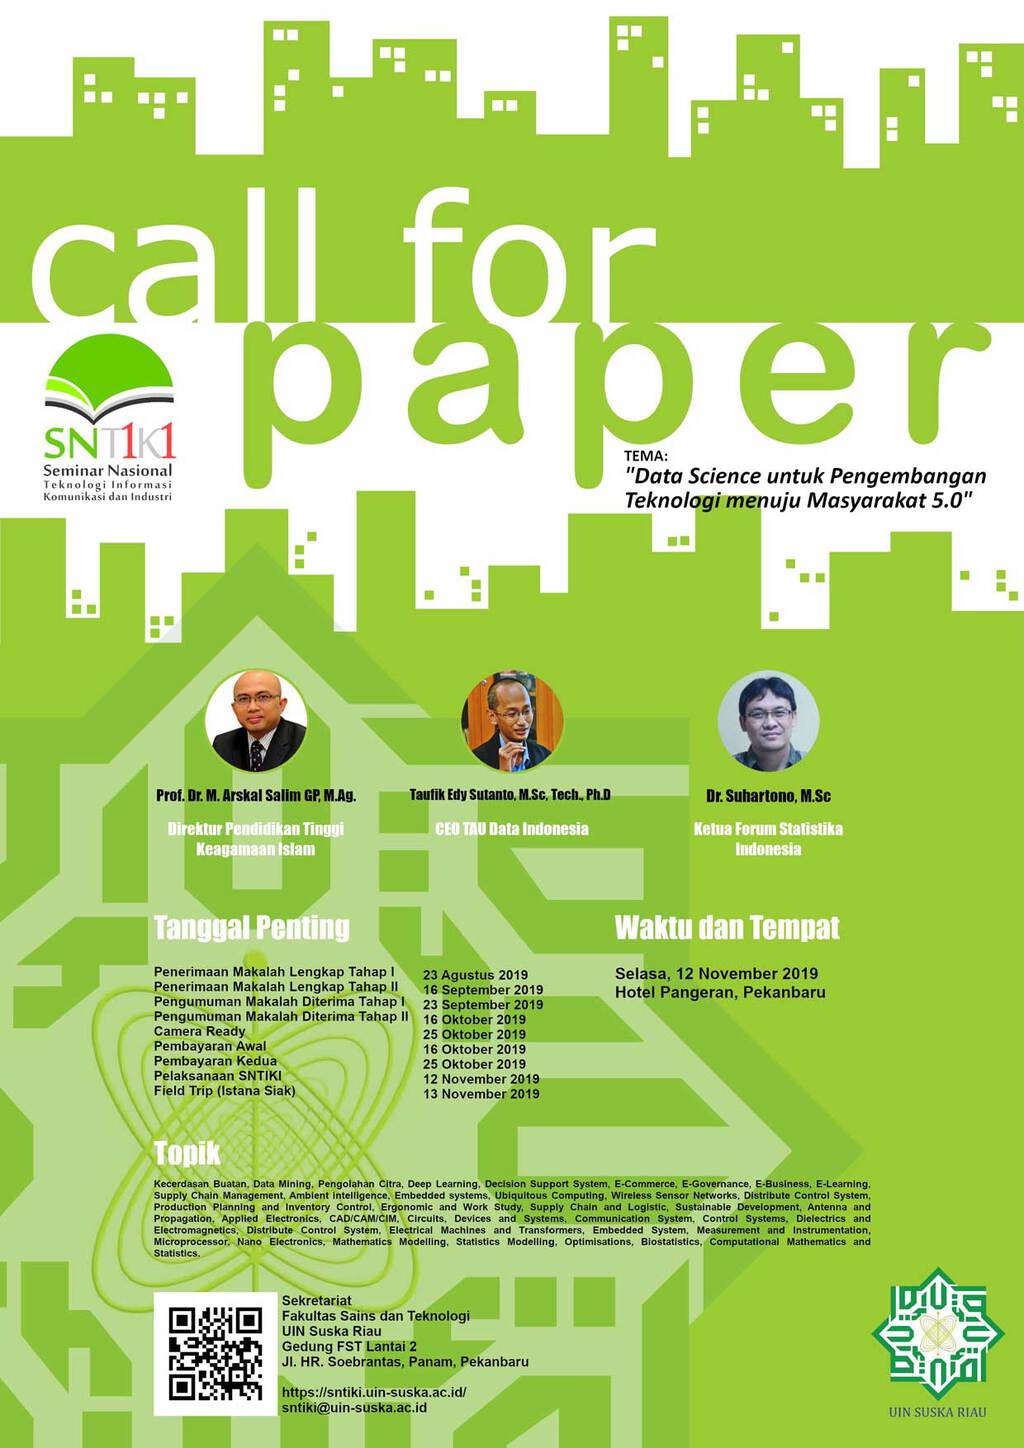 call for
paper
SNT1K1
Seminar Nasional
Teknologi Informasi
Komunikasi dan Industri
TEMA:
"Data Science untuk Pengembangan
Teknologi menuju Masyarakat 5.0"
Prof. Dr. M. Arskal Salim GP, M.Ag.
Direktur Pendidikan Tinggi
Keagamaan Islam
Taufik Edy Sutanto, M.Sc, Tech., Ph.D
CEO TAU Data Indonesia
Dr. Suhartono, M.Sc
Ketua Forum Statistika
Indonesia
Tanggal Penting
Penerimaan Makalah Lengkap Tahap I 23 Agustus 2019
Penerimaan Makalah Lengkap Tahap II 16 September 2019
Pengumuman Makalah Diterima Tahap I 23 September 2019
Pengumuman Makalah Diterima Tahap II 16 Oktober 2019
Camera Ready 25 Oktober 2019
Pembayaran Awal 16 Oktober 2019
Pembayaran Kedua 25 Oktober 2019
Pelaksanaan SNTIKI 12 November 2019
Field Trip (Istana Siak) 13 November 2019
Waktu dan Tempat
Selasa, 12 November 2019
Hotel Pangeran, Pekanbaru
Topik
Kecerdasan Buatan, Data Mining, Pengolahan Citra, Deep Learning, Decision Support System, E-Commerce, E-Governance, E-Business, E-Learning,
Supply Chain Management, Ambient intelligence, Embedded systems, Ubiquitous Computing, Wireless Sensor Networks, Distribute Control System,
Production Planning and Inventory Control, Ergonomic and Work Study, Supply Chain and Logistic, Sustainable Development, Antenna and
Propagation, Applied Electronics, CAD/CAM/CIM, Circuits, Devices and Systems, Communication System, Control Systems, Dielectrics and
Electromagnetics, Distribute Control System, Electrical Machines and Transformers, Embedded System, Measurement and Instrumentation,
Microprocessor, Nano Electronics, Mathematics Modelling, Statistics Modelling, Optimisations, Biostatistics, Computational Mathematics and
Statistics.
Sekretariat
Fakultas Sains dan Teknologi
UIN Suska Riau
Gedung FST Lantai 2
Jl. HR. Soebrantas, Panam, Pekanbaru
https://sntiki.uin-suska.ac.id/
sntiki@uin-suska.ac.id
UIN SUSKA RIAU